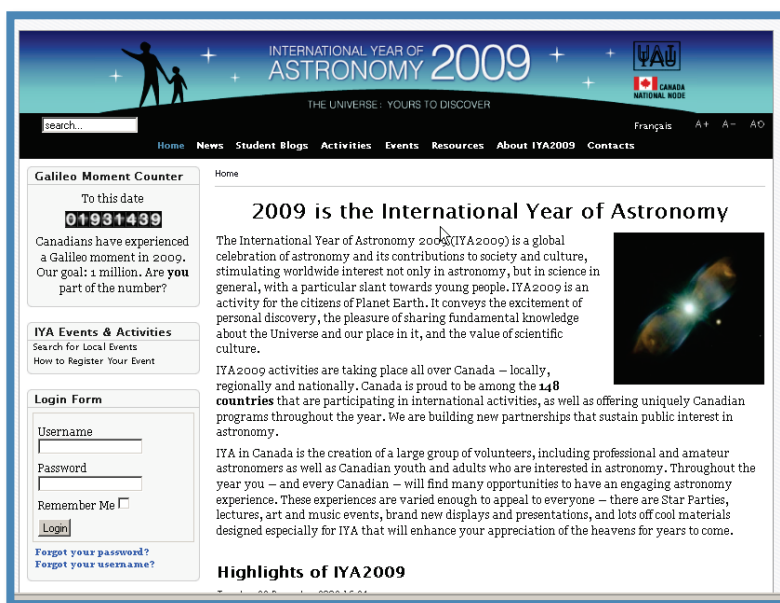 INTERNATIONAL YEAR OF
ASTRONOMY 2009
THE UNIVERSE: YOURS TO DISCOVER
IAU
CANADA
NATIONAL NODE
search...
Français A+ A-
Home News Student Blogs Activities Events Resources About IYA2009 Contacts
Galileo Moment Counter
To this date
01931439
Canadians have experienced
a Galileo moment in 2009.
Our goal: 1 million. Are you
part of the number?
IYA Events & Activities
Search for Local Events
How to Register Your Event
Login Form
Username
Password
Remember Me
Login
Forgot your password?
Forgot your username?
Home
2009 is the International Year of Astronomy
The International Year of Astronomy 2009 (IYA2009) is a global
celebration of astronomy and its contributions to society and culture,
stimulating worldwide interest not only in astronomy, but in science in
general, with a particular slant towards young people. IYA2009 is an
activity for the citizens of Planet Earth. It conveys the excitement of
personal discovery, the pleasure of sharing fundamental knowledge
about the Universe and our place in it, and the value of scientific
culture.
IYA2009 activities are taking place all over Canada – locally,
regionally and nationally. Canada is proud to be among the 148
countries that are participating in international activities, as well as offering uniquely Canadian
programs throughout the year. We are building new partnerships that sustain public interest in
astronomy.
IYA in Canada is the creation of a large group of volunteers, including professional and amateur
astronomers as well as Canadian youth and adults who are interested in astronomy. Throughout the
year you – and every Canadian – will find many opportunities to have an engaging astronomy
experience. These experiences are varied enough to appeal to everyone – there are Star Parties,
lectures, art and music events, brand new displays and presentations, and lots off cool materials
designed especially for IYA that will enhance your appreciation of the heavens for years to come.
Highlights of IYA2009